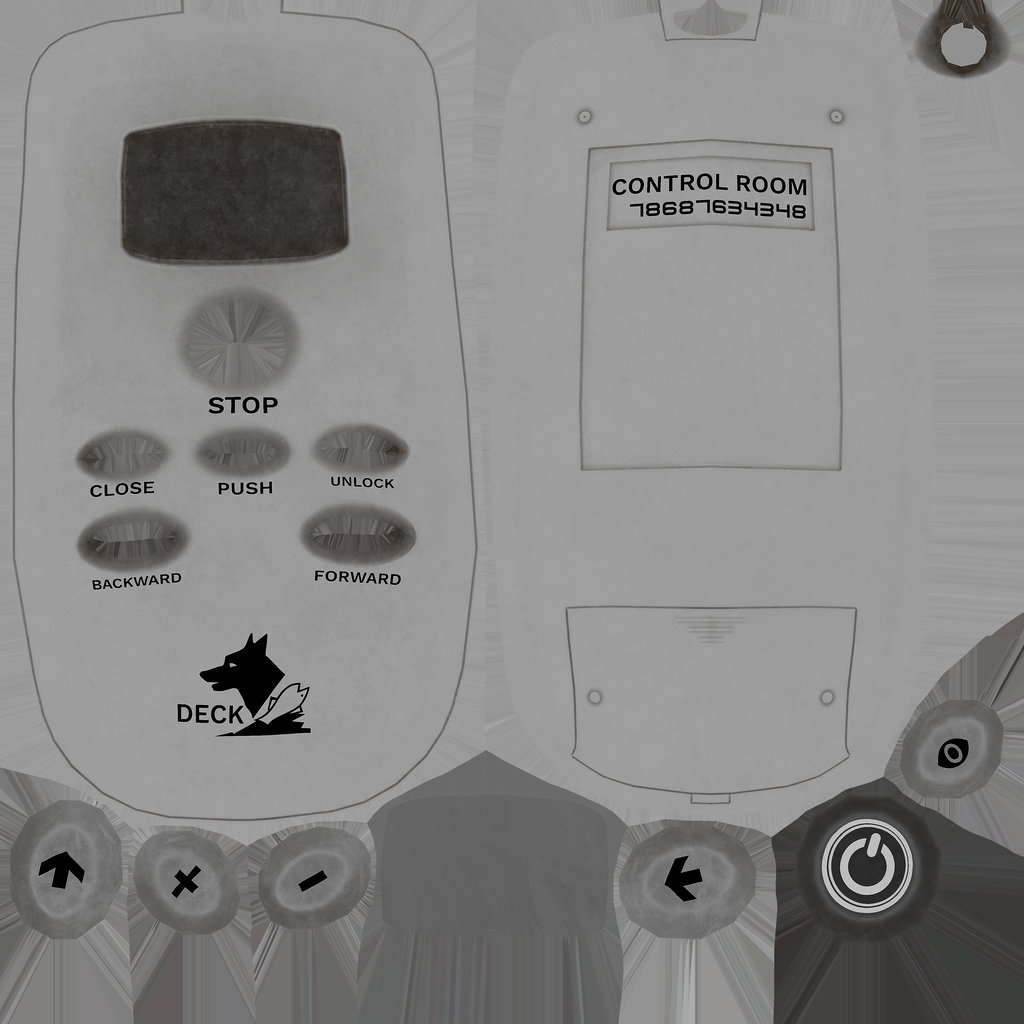 STOP
CLOSE
PUSH
UNLOCK
BACKWARD
FORWARD
DECK
CONTROL ROOM
78687634348